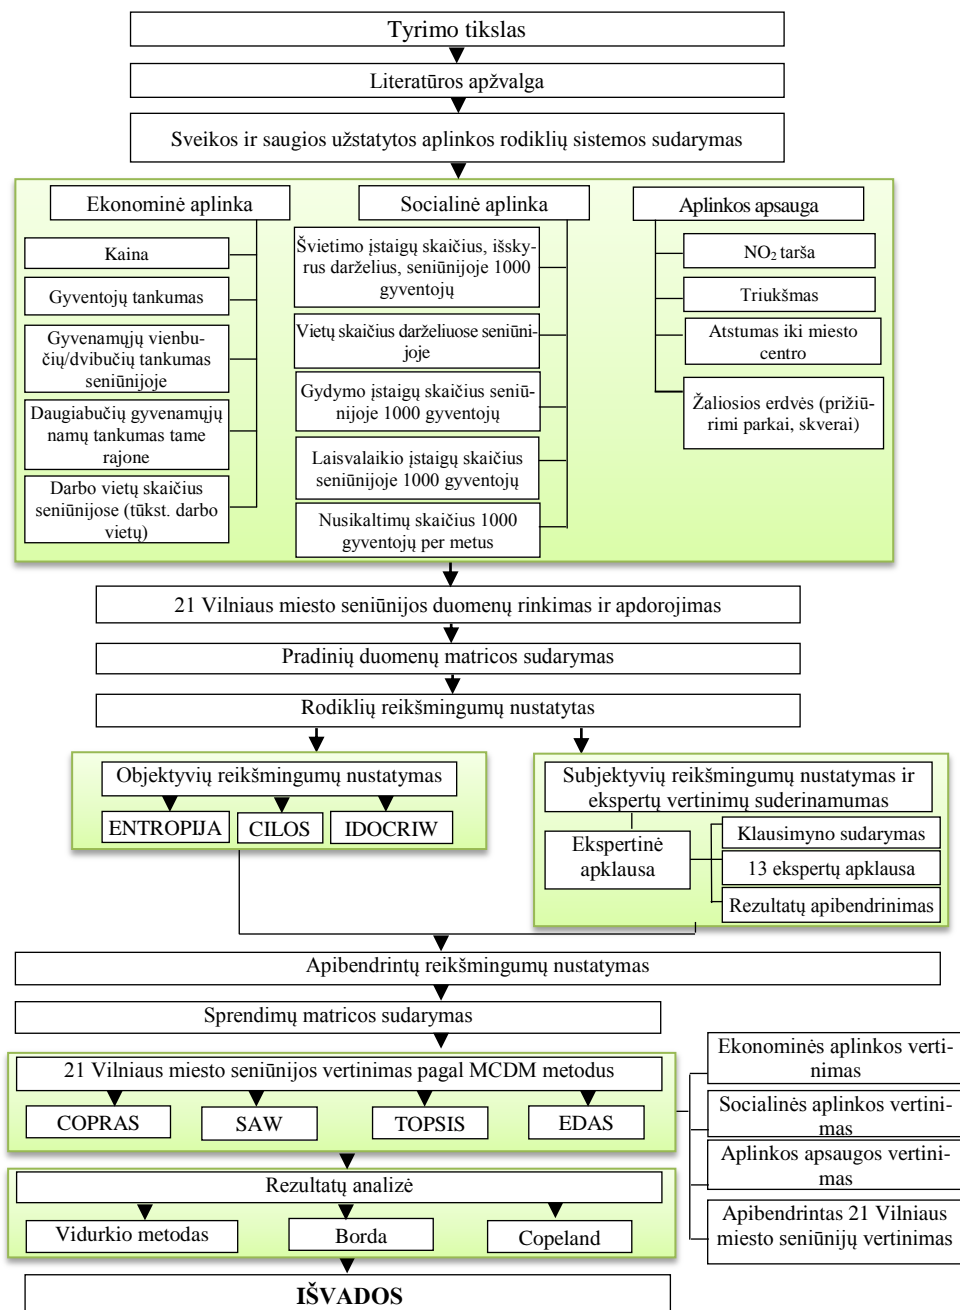 Tyrimo tikslas
Literatūros apžvalga
Sveikos ir saugios užstatytos aplinkos rodiklių sistemos sudarymas
Ekonominė aplinka
Kaina
Gyventojų tankumas
Gyvenamųjų vienbu-
čių/dvibučių tankumas
seniūnijoje
Daugiabučių gyvenamųjų
namų tankumas tame
rajone
Darbo vietų skaičius
seniūnijose (tūkst. darbo
vietų)
Socialinė aplinka
Švietimo įstaigų skaičius, išsky-
rus darželius, seniūnijoje 1000
gyventojų
Vietų skaičius darželiuose seniūni-
joje
Gydymo įstaigų skaičius seniū-
nijoje 1000 gyventojų
Laisvalaikio įstaigų skaičius
seniūnijoje 1000 gyventojų
Nusikaltimų skaičius 1000
gyventojų per metus
Aplinkos apsauga
NO2 tarša
Triukšmas
Atstumas iki miesto
centro
Žaliosios erdvės (prižiū-
rimi parkai, skverai)
21 Vilniaus miesto seniūnijos duomenų rinkimas ir apdorojimas
Pradinių duomenų matricos sudarymas
Rodiklių reikšmingumų nustatytas
Objektyvių reikšmingumų nustatymas
ENTROPIJA
CILOS
IDOCRIW
Subjektyvių reikšmingumų nustatymas ir
ekspertų vertinimų suderinamumas
Ekspertinė
apklausa
Klausimyno sudarymas
13 ekspertų apklausa
Rezultatų apibendrinimas
Apibendrintų reikšmingumų nustatymas
Sprendimų matricos sudarymas
21 Vilniaus miesto seniūnijos vertinimas pagal MCDM metodus
COPRAS
SAW
TOPSIS
EDAS
Ekonominės aplinkos verti-
nimas
Socialinės aplinkos vertini-
mas
Aplinkos apsaugos vertini-
mas
Apibendrintas 21 Vilniaus
miesto seniūnijų vertinimas
Rezultatų analizė
Vidurkio metodas
Borda
Copeland
IŠVADOS